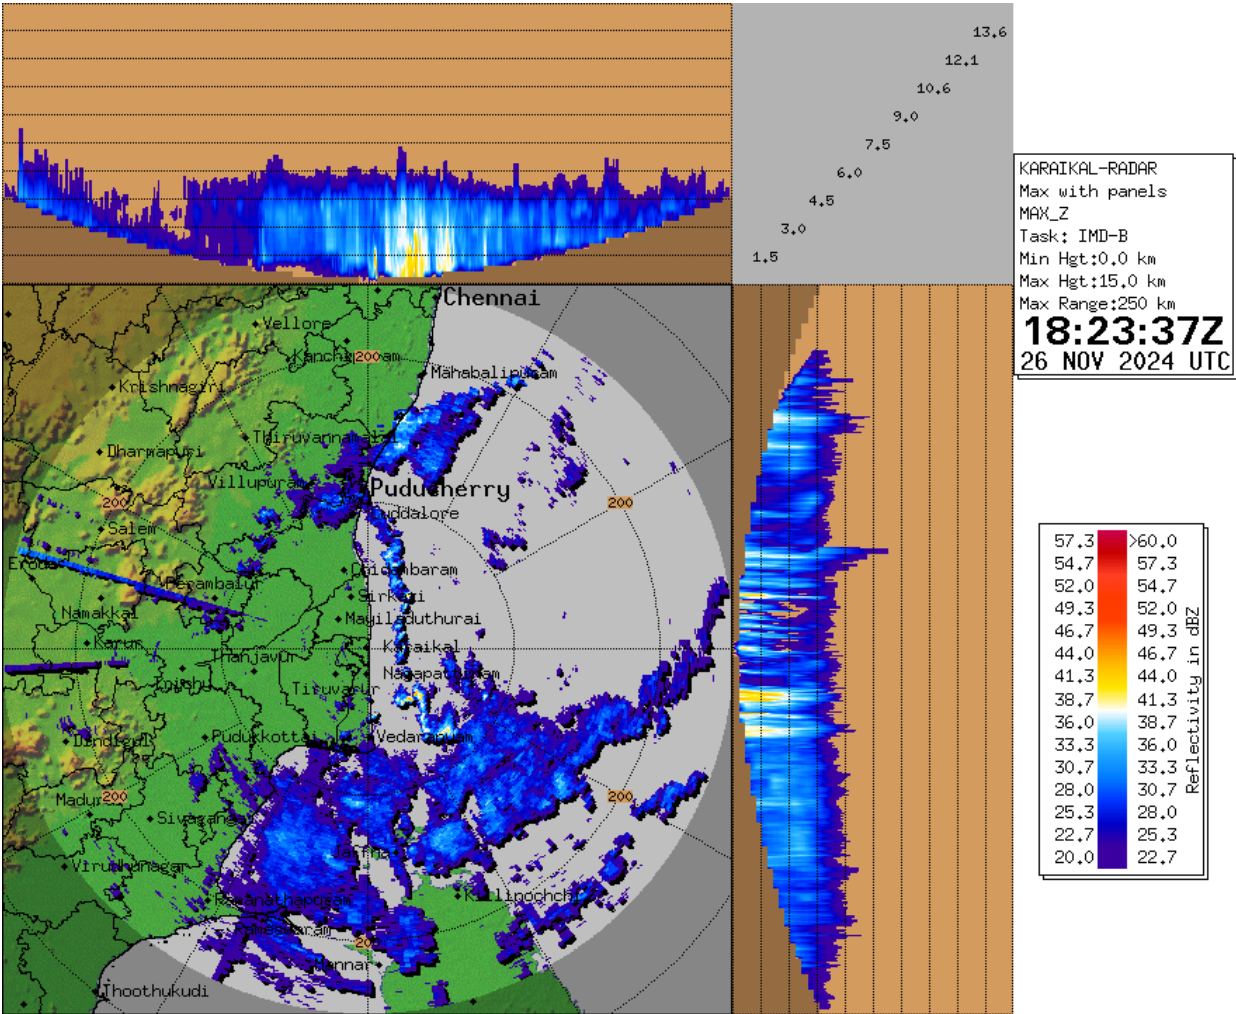 13.6
12.1
10.6
9.0
7.5
6.0
4.5
3.0
1.5
KARAIKAL-RADAR
Max with panels
MAX_Z
Task: IMD-B
Min Hgt:0.0 km
Max Hgt:15.0 km
Max Range:250 km
18:23:37Z
26 NOV 2024 UTC
Chennai
Vellore
200
Mahabalipuram
Krishnagiri
Thiruvannamalai
Dharmapuri
Villupuram
Puducherry
200
200
Cuddalore
Salem
Erode
Chidambaram
Perambalur
Sirkazi
Namakkal
Mayiladuthurai
Karur
Karaikal
Thanjavur
Nagapattinam
Trichy
Tiruvarur
Pudukkottai
Vedaranyam
Dindigul
Madur
200
200
Sivaganga
Jaffna
Virudhunagar
Ramanathapuram
Killinochchi
Rameswaram
200
Mannar
Thoothukudi
57.3 >60.0
54.7 57.3
52.0 54.7
49.3 52.0
46.7 49.3
44.0 46.7
41.3 44.0
38.7 41.3
36.0 38.7
33.3 36.0
30.7 33.3
28.0 30.7
25.3 28.0
22.7 25.3
20.0 22.7
Reflectivity in dBZ